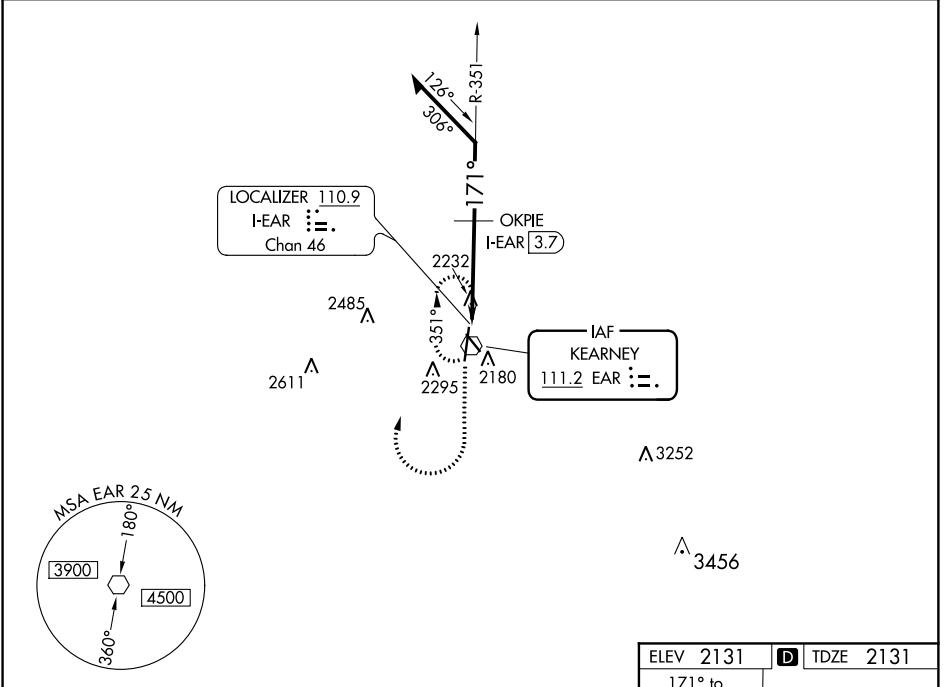 R-351
126°
306°
171°
LOCALIZER 110.9
I-EAR
Chan 46
OKPIE
I-EAR 3.7
2232
2485
351°
IAF
KEARNEY
111.2 EAR
2611
2295
2180
3252
MSA EAR 25 NM
180°
3900
4500
360°
3456
ELEV 2131 D TDZE 2131
171° to